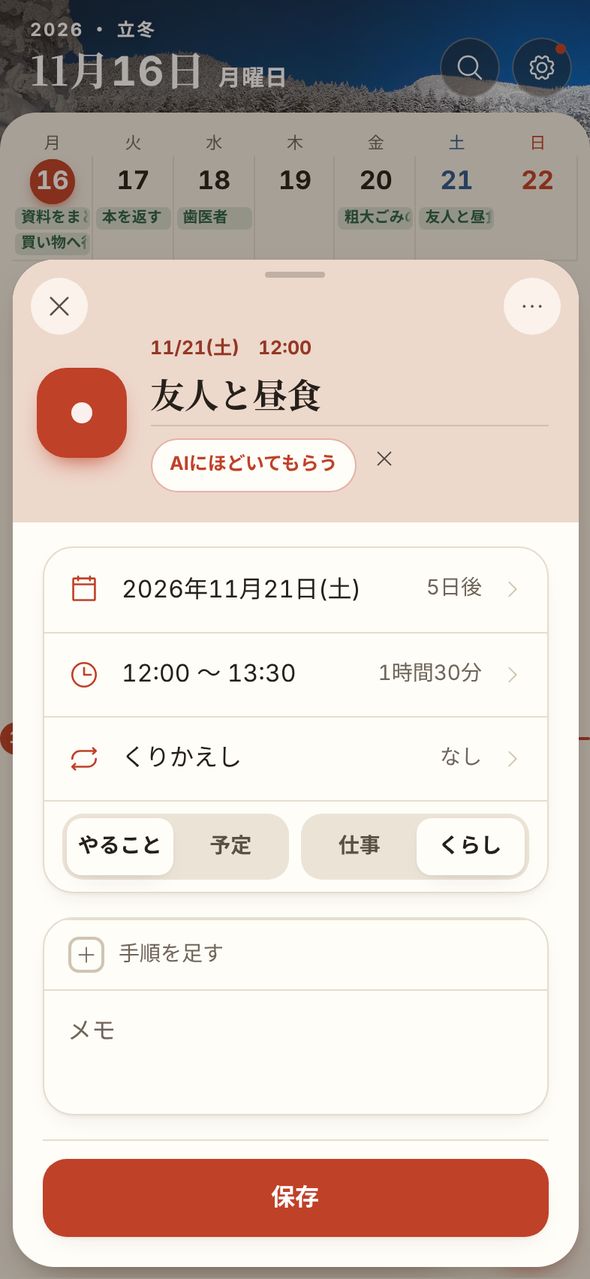 2026 • 立冬
11月16日 月曜日
月 火 水 木 金 土 日
16 17 18 19 20 21 22
資料をま 本を返す 歯医者 粗大ごみ 友人と昼
買い物へ
11/21(土) 12:00
友人と昼食
AIにほどいてもらう
2026年11月21日(土) 5日後
12:00 〜 13:30 1時間30分
くりかえし なし
やること 予定 仕事 くらし
手順を足す
メモ
保存